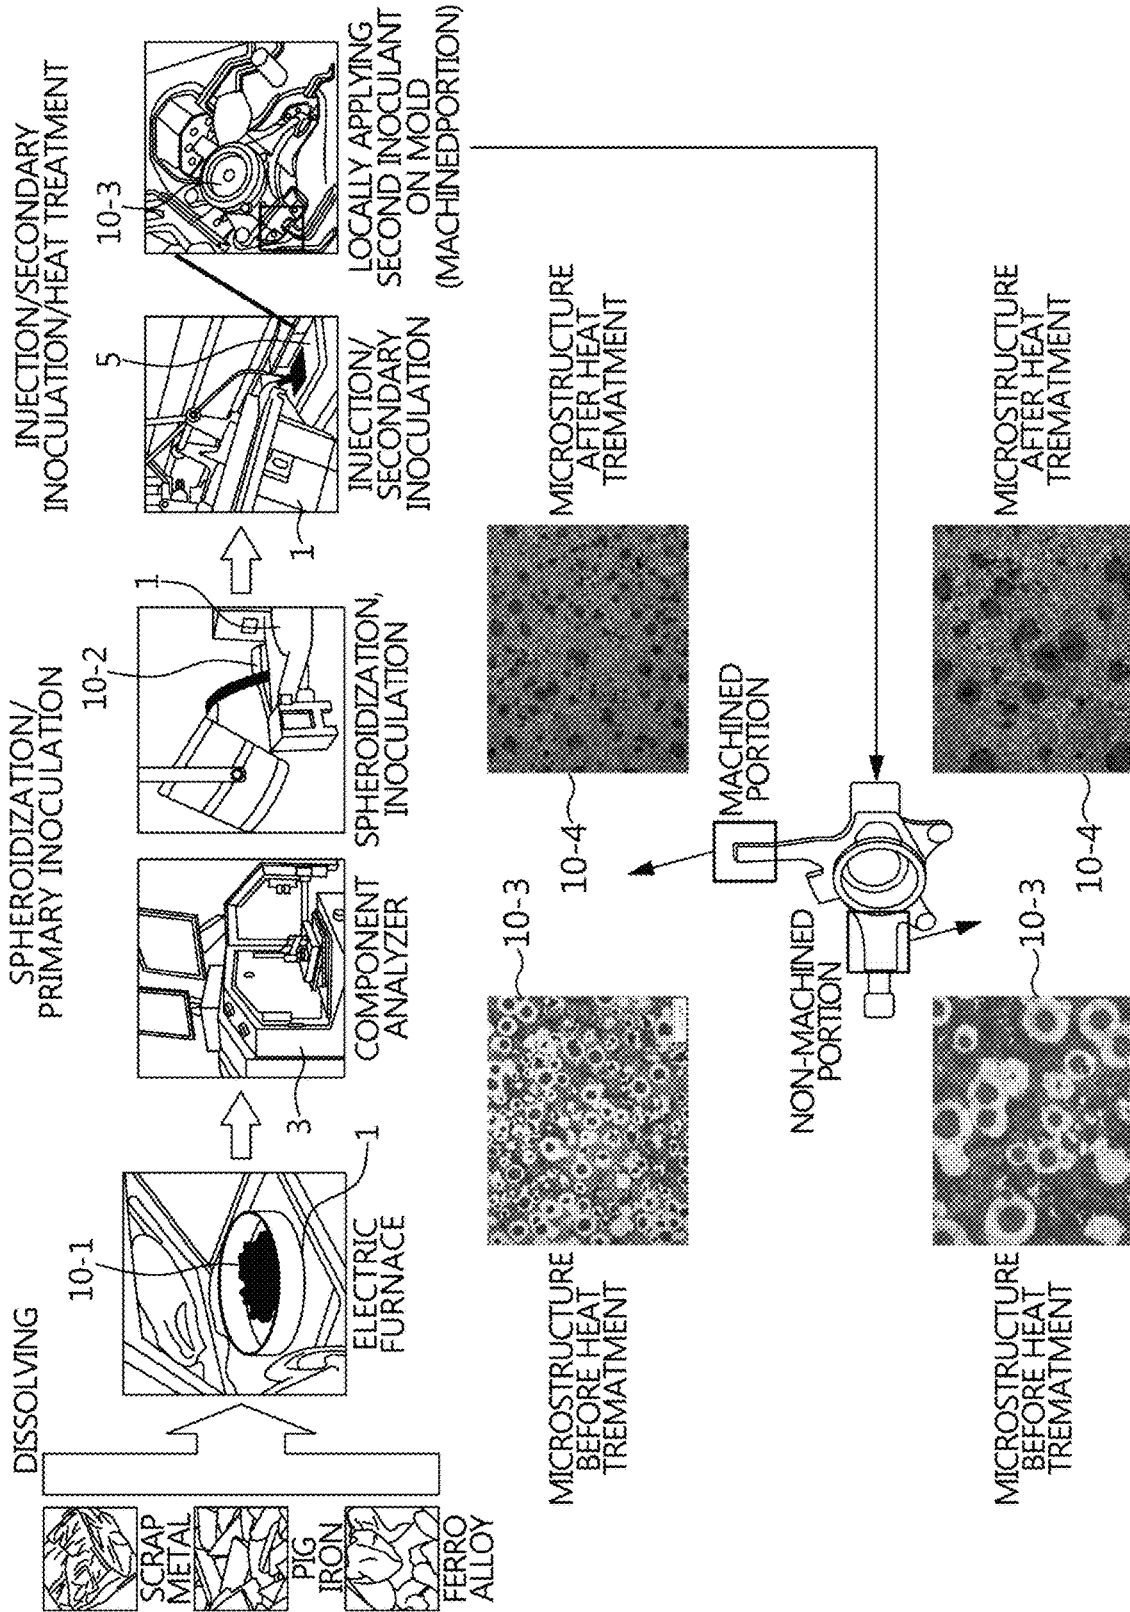 DISSOLVING
SPHEROIDIZATION/
PRIMARY INOCULATION
INJECTION/SECONDARY
INOCULATION/HEAT TREATMENT
SCRAP
METAL
PIG
IRON
FERRO
ALLOY
10-1
ELECTRIC
FURNACE
1
3
COMPONENT
ANALYZER
10-2
1
SPHEROIDIZATION,
INOCULATION
5
1
INJECTION/
SECONDARY
INOCULATION
10-3
LOCALLY APPLYING
SECOND INOCULANT
ON MOLD
(MACHINEDPORTION)
MICROSTRUCTURE
BEFORE HEAT
TREMATMENT
10-3
10-4
MICROSTRUCTURE
AFTER HEAT
TREMATMENT
NON-MACHINED
PORTION
MACHINED
PORTION
MICROSTRUCTURE
BEFORE HEAT
TREMATMENT
10-3
10-4
MICROSTRUCTURE
AFTER HEAT
TREMATMENT